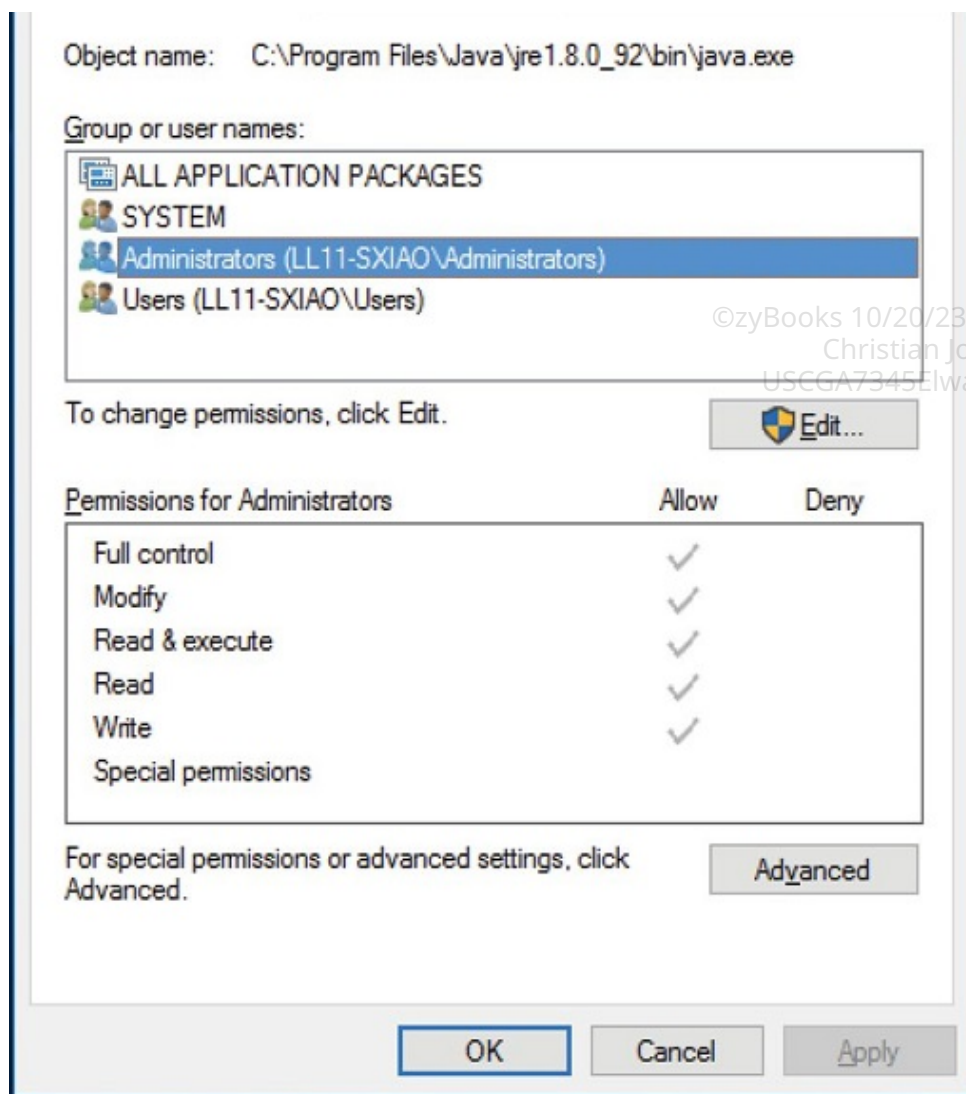 Object name: C:\Program Files\Java\jre1.8.0_92\bin\java.exe
Group or user names:
ALL APPLICATION PACKAGES
SYSTEM
Administrators (LL11-SXIAO\Administrators)
Users (LL11-SXIAO\Users)
©zyBooks 10/20/23
Christian Jo
USCGA7345Elwa
To change permissions, click Edit.
Edit...
Permissions for Administrators Allow Deny
Full control
Modify
Read & execute
Read
Write
Special permissions
For special permissions or advanced settings, click
Advanced.
Advanced
OK Cancel Apply